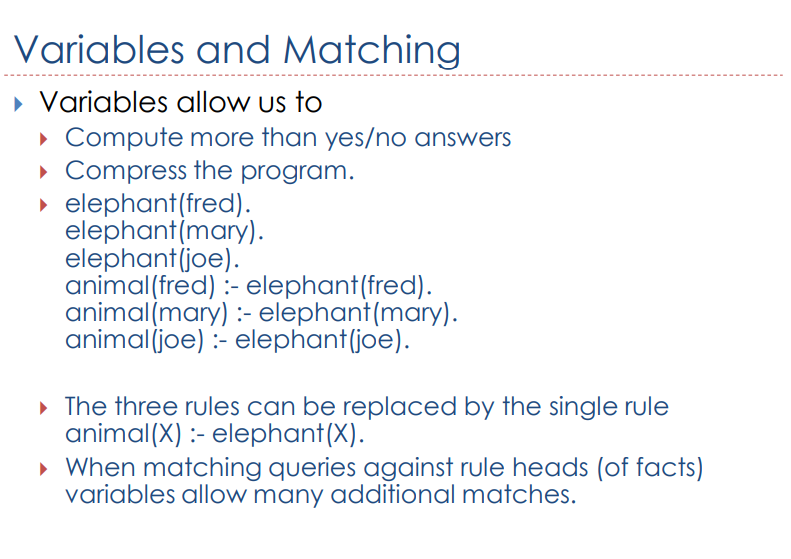 Variables and Matching
Variables allow us to
Compute more than yes/no answers
Compress the program.
elephant(fred).
elephant(mary).
elephant(joe).
animal(fred) :- elephant(fred).
animal(mary) :- elephant(mary).
animal(joe) :- elephant(joe).
The three rules can be replaced by the single rule
animal(X) :- elephant(X).
When matching queries against rule heads (of facts)
variables allow many additional matches.